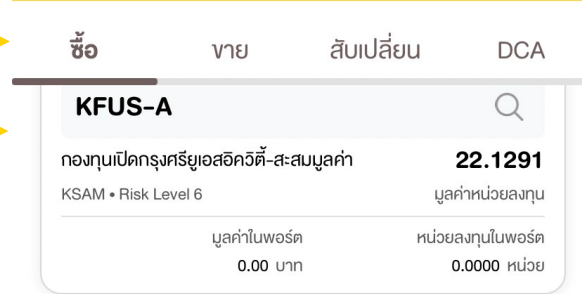 ซื้อ ขาย สับเปลี่ยน DCA
KFUS-A
กองทุนเปิดกรุงศรียูเอสอิควิตี้-สะสมมูลค่า 22.1291
KSAM • Risk Level 6 มูลค่าหน่วยลงทุน
มูลค่าในพอร์ต หน่วยลงทุนในพอร์ต
0.00 บาท 0.0000 หน่วย